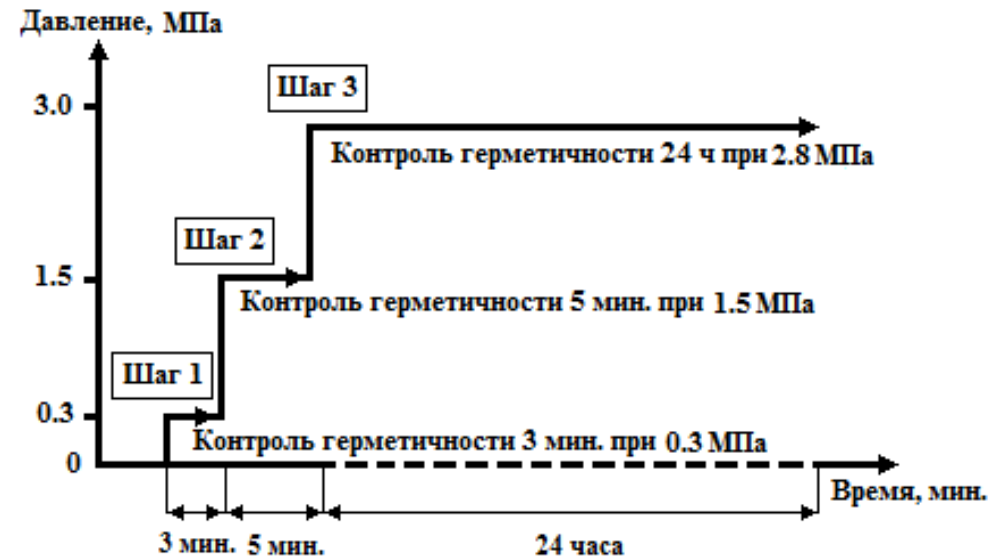 Давление, МПа
Шаг 3
3.0
Контроль герметичности 24 ч при 2.8 МПа
Шаг 2
1.5
Контроль герметичности 5 мин. при 1.5 МПа
Шаг 1
0.3
Контроль герметичности 3 мин. при 0.3 МПа
0
Время, мин.
3 мин. 5 мин. 24 часа